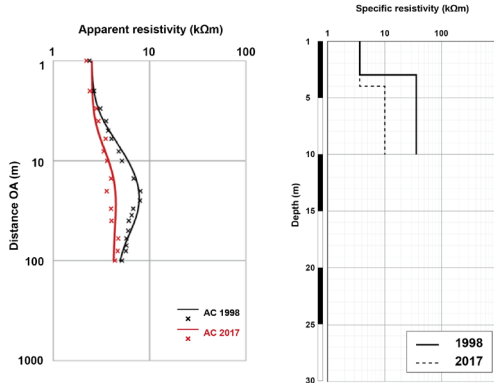 Apparent resistivity (kΩm)
1 10 100
1
10
100
1000
Distance OA (m)
AC 1998
AC 2017
Specific resistivity (kΩm)
1 10 100
1
5
10
15
20
25
30
Depth (m)
1998
2017